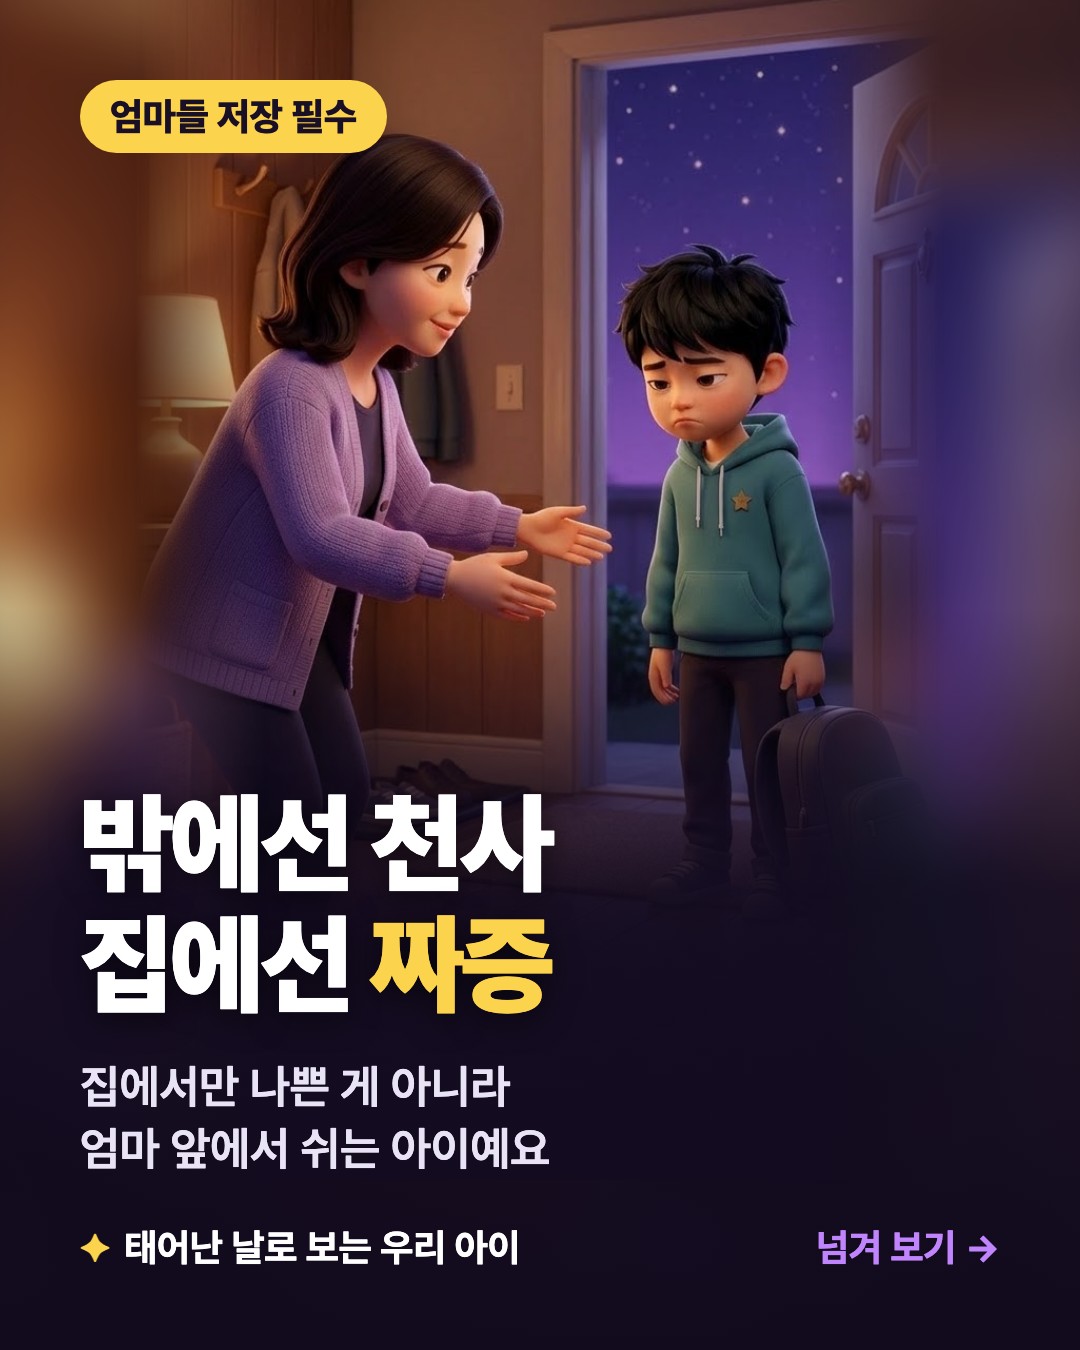 엄마들 저장 필수
밖에선 천사
집에선 짜증
집에서만 나쁜 게 아니라
엄마 앞에서 쉬는 아이예요
태어난 날로 보는 우리 아이
넘겨 보기 →